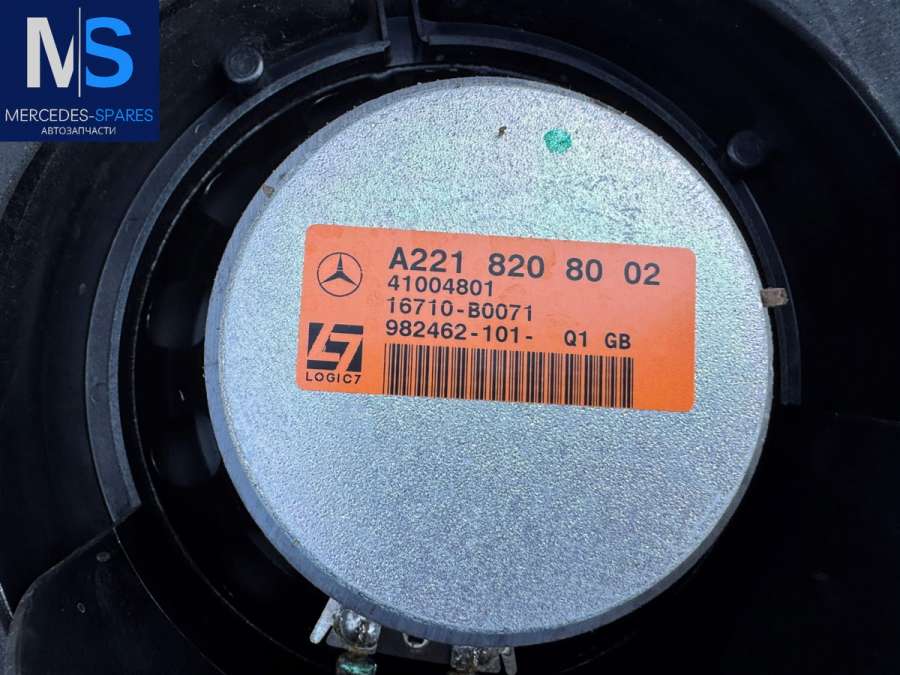 MS
MERCEDES-SPARES
АВТОЗАПЧАСТИ
A221 820 80 02
41004801
16710-B0071
982462-101- Q1 GB
LOGIC7